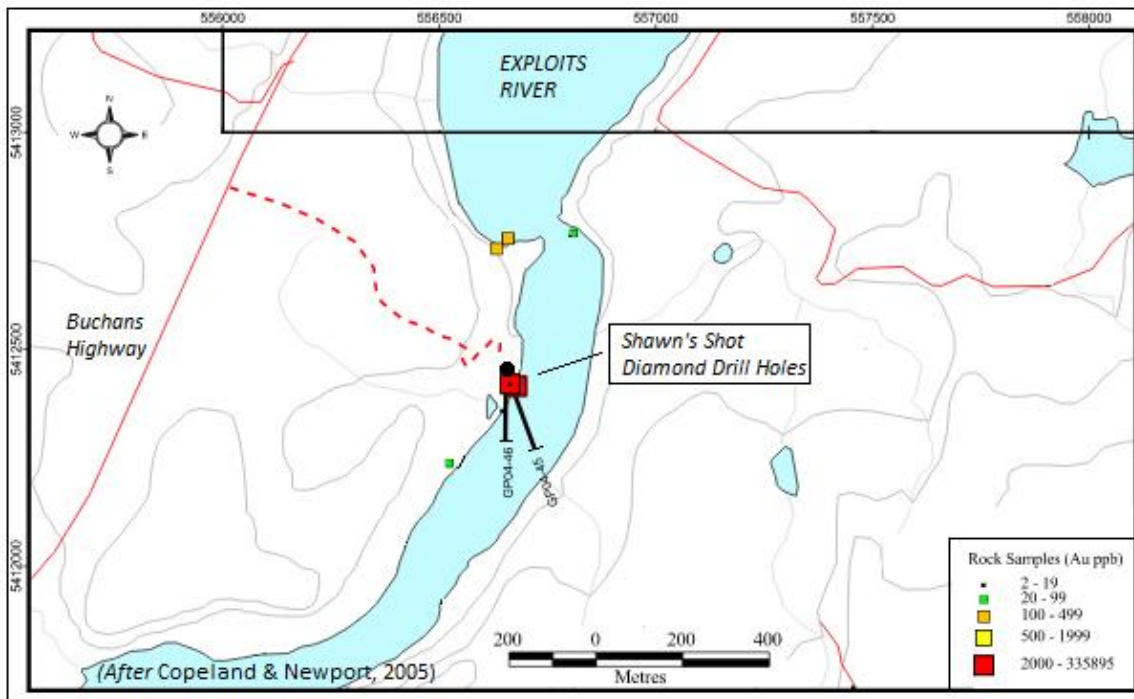 556000 556500 557000 557500 558000
EXPLOITS
RIVER
5413000
N
W E
S
Buchans
Highway
5412500
Shawn's Shot
Diamond Drill Holes
GP04-46
GP04-45
5412000
Rock Samples (Au ppb)
2 - 19
20 - 99
100 - 499
500 - 1999
2000 - 335895
200 0 200 400
Metres
(After Copeland & Newport, 2005)